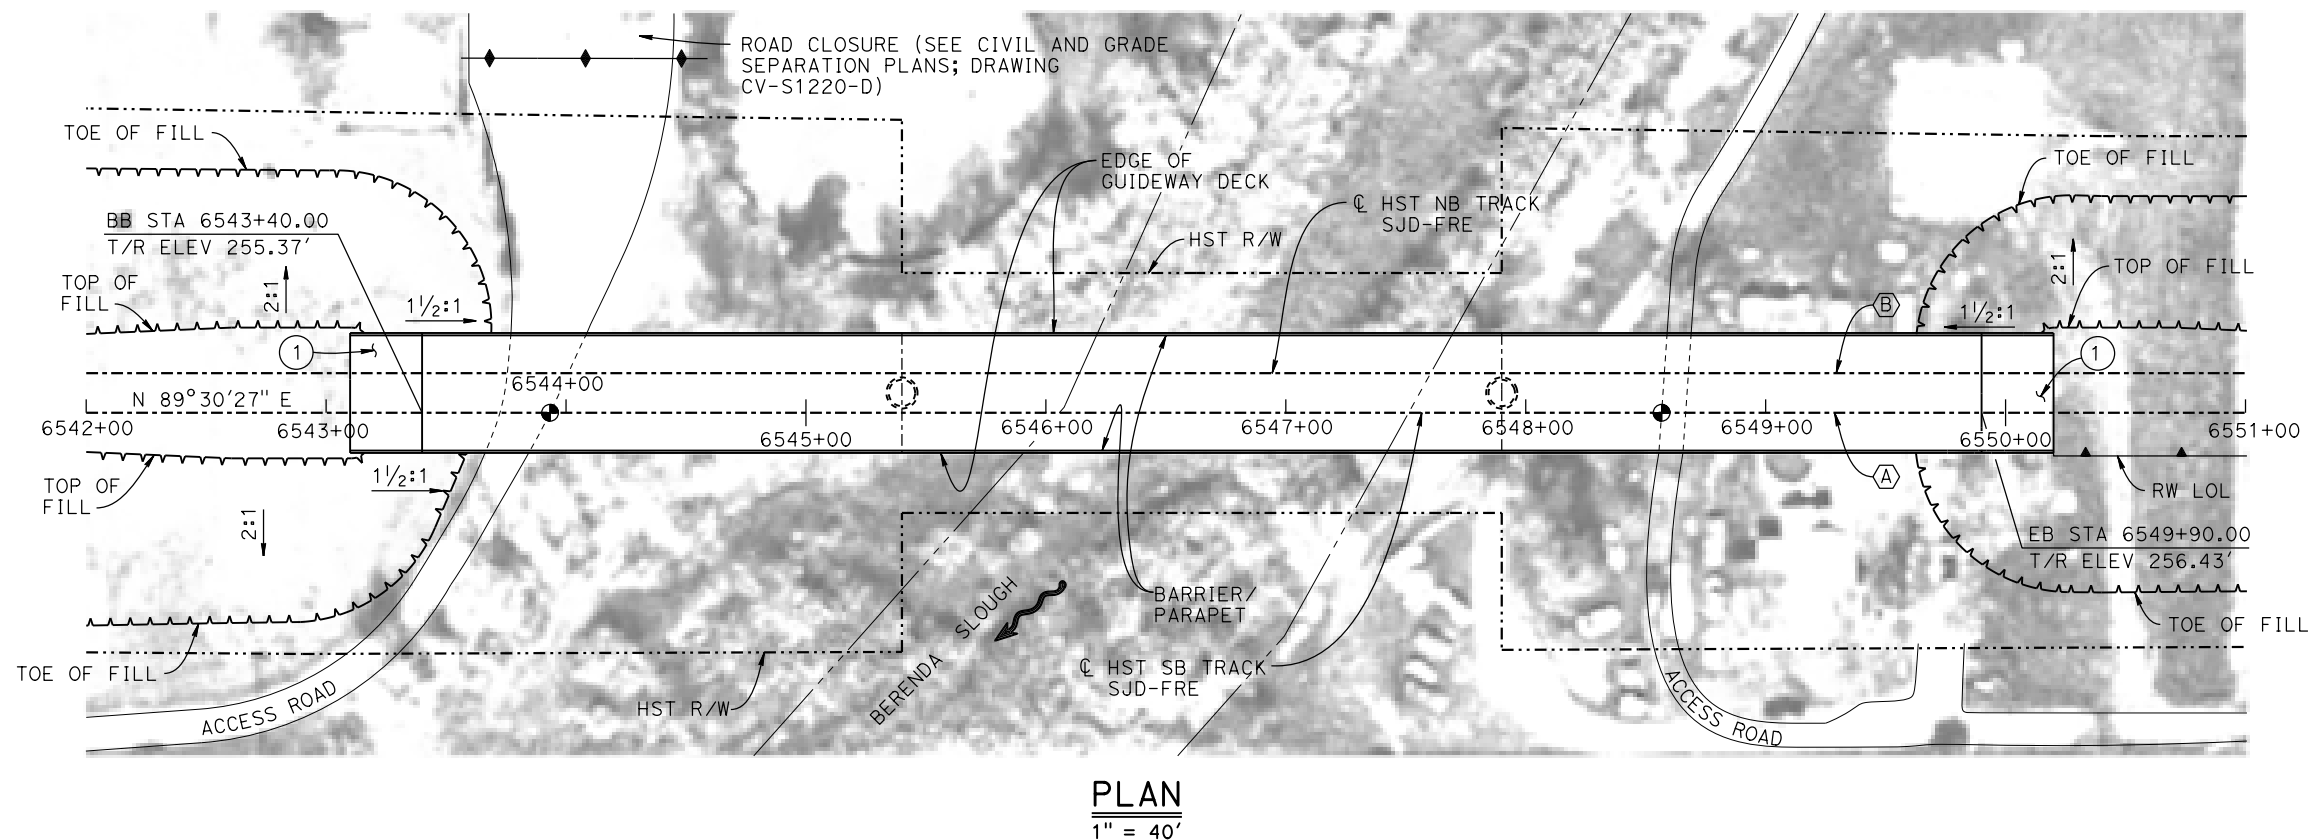 ROAD CLOSURE (SEE CIVIL AND GRADE
SEPARATION PLANS; DRAWING
CV-S1220-D)
TOE OF FILL
TOE OF FILL
EDGE OF
GUIDEWAY DECK
BB STA 6543+40.00
T/R ELEV 255.37'
℄ HST NB TRACK
SJD-FRE
HST R/W
TOP OF
FILL
2:1
1½:1
2:1
TOP OF FILL
B
1½:1
1
1
N 89°30'27" E
6542+00
6543+00
6544+00
6545+00
6546+00
6547+00
6548+00
6549+00
6550+00
6551+00
TOP OF
FILL
1½:1
2:1
A
RW LOL
EB STA 6549+90.00
T/R ELEV 256.43'
BARRIER/
PARAPET
BERENDA SLOUGH
TOE OF FILL
TOE OF FILL
℄ HST SB TRACK
SJD-FRE
HST R/W
ACCESS ROAD
ACCESS ROAD
PLAN
1" = 40'